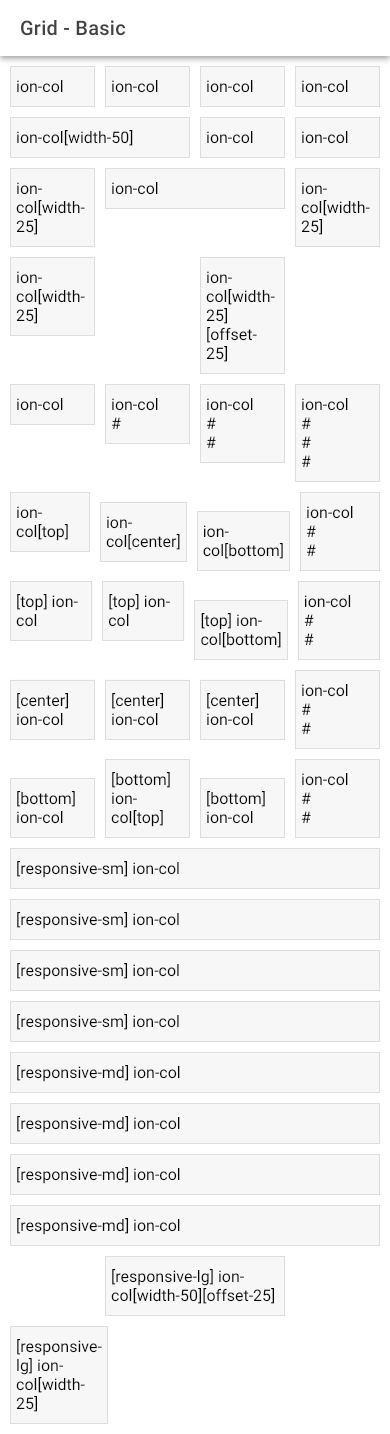 Grid - Basic
ion-col
ion-col
ion-col
ion-col
ion-col[width-50]
ion-col
ion-col
ion-
col[width-
25]
ion-col
ion-
col[width-
25]
ion-
col[width-
25]
ion-
col[width-
25]
[offset-
25]
ion-col
ion-col
#
ion-col
#
#
ion-col
#
#
#
ion-
col[top]
ion-
col[center]
ion-
col[bottom]
ion-col
#
#
[top] ion-
col
[top] ion-
col
[top] ion-
col[bottom]
ion-col
#
#
[center]
ion-col
[center]
ion-col
[center]
ion-col
ion-col
#
#
[bottom]
ion-col
[bottom]
ion-
col[top]
[bottom]
ion-col
ion-col
#
#
[responsive-sm] ion-col
[responsive-sm] ion-col
[responsive-sm] ion-col
[responsive-sm] ion-col
[responsive-md] ion-col
[responsive-md] ion-col
[responsive-md] ion-col
[responsive-md] ion-col
[responsive-lg] ion-
col[width-50][offset-25]
[responsive-
lg] ion-
col[width-
25]